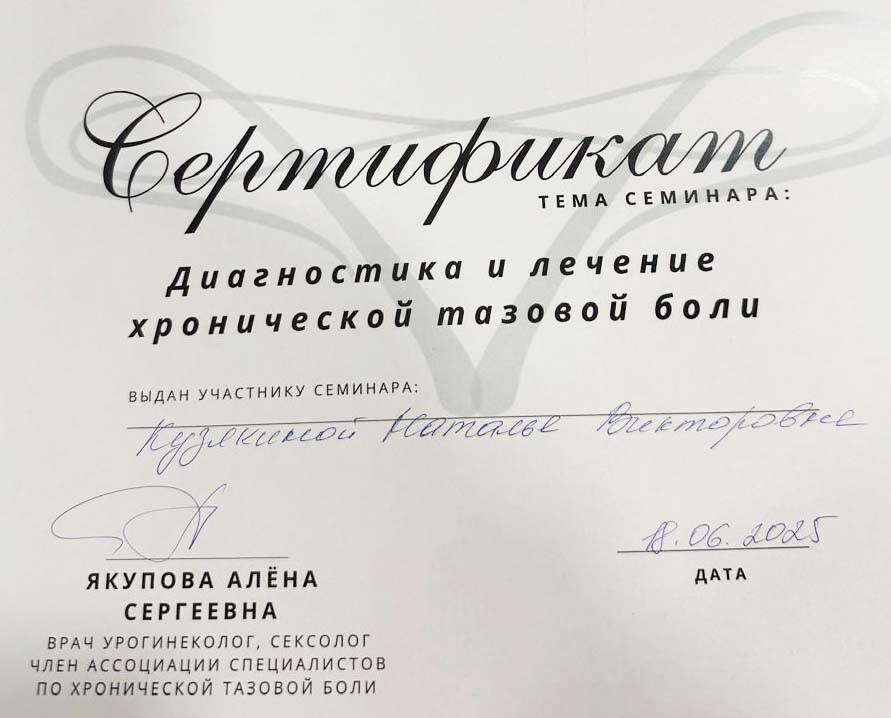 Сертификат
ТЕМА СЕМИНАРА:
Диагностика и лечение
хронической тазовой боли
ВЫДАН УЧАСТНИКУ СЕМИНАРА:
Кузякиной Наталье Викторовне
18.06.2025
ЯКУПОВА АЛЁНА
СЕРГЕЕВНА
ДАТА
ВРАЧ УРОГИНЕКОЛОГ, СЕКСОЛОГ
ЧЛЕН АССОЦИАЦИИ СПЕЦИАЛИСТОВ
ПО ХРОНИЧЕСКОЙ ТАЗОВОЙ БОЛИ